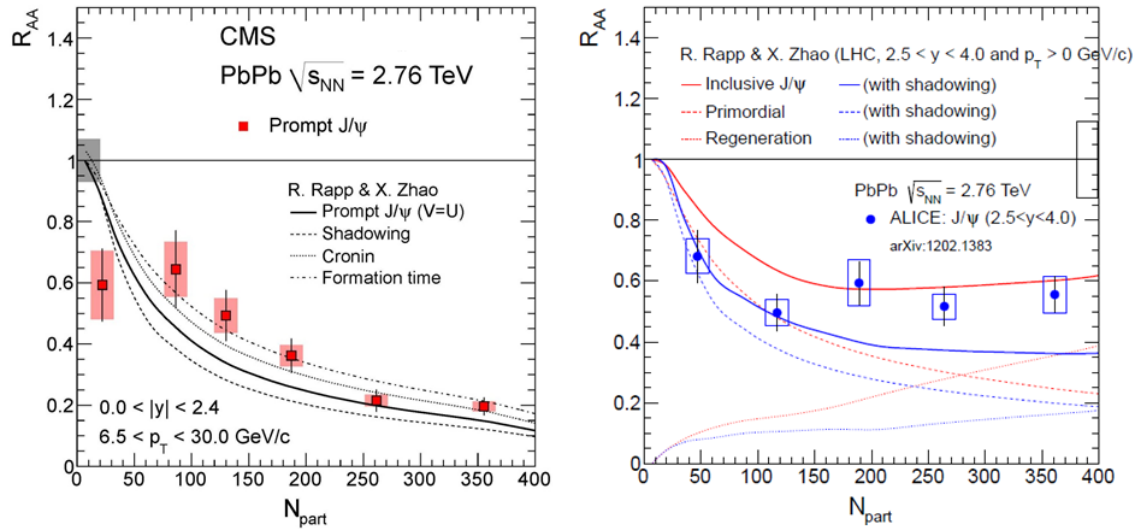 R_AA
1.4
1.2
1
0.8
0.6
0.4
0.2
0
CMS
PbPb √s_NN = 2.76 TeV
Prompt J/ψ
R. Rapp & X. Zhao
Prompt J/ψ (V=U)
Shadowing
Cronin
Formation time
0.0 < |y| < 2.4
6.5 < p_T < 30.0 GeV/c
0 50 100 150 200 250 300 350 400
N_part
R_AA
1.4
1.2
1
0.8
0.6
0.4
0.2
0
R. Rapp & X. Zhao (LHC, 2.5 < y < 4.0 and p_T > 0 GeV/c)
Inclusive J/ψ (with shadowing)
Primordial (with shadowing)
Regeneration (with shadowing)
PbPb √s_NN = 2.76 TeV
ALICE: J/ψ (2.5<y<4.0)
arXiv:1202.1383
0 50 100 150 200 250 300 350 400
N_part